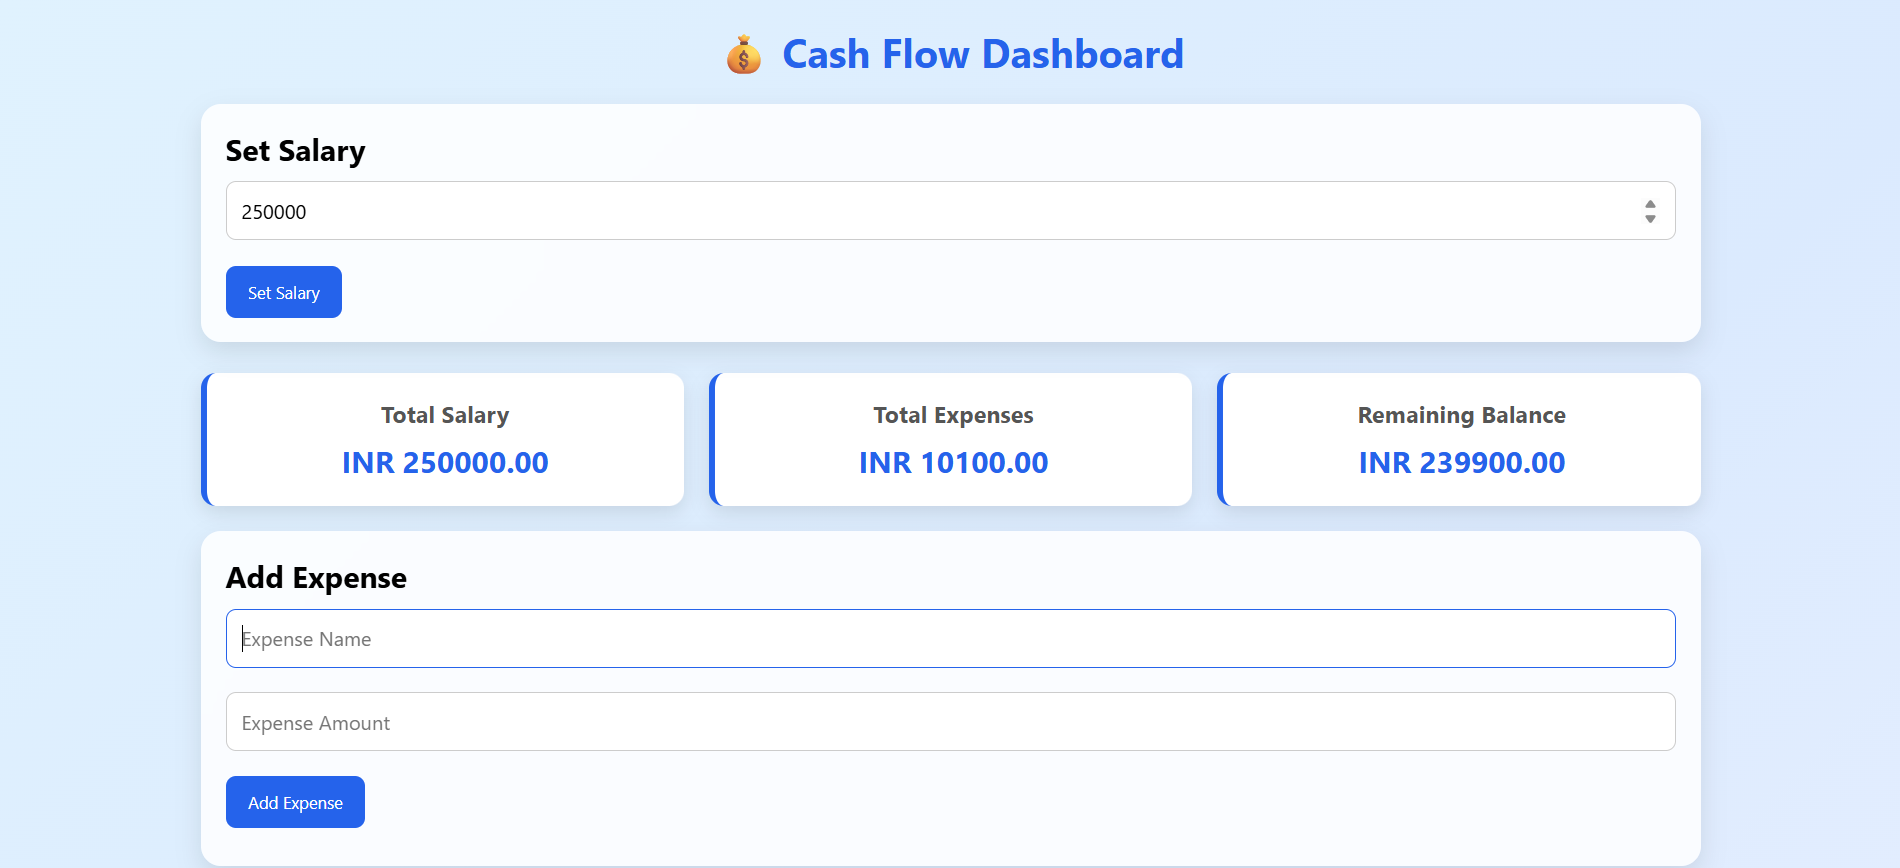 Cash Flow Dashboard
Set Salary
250000
Set Salary
Total Salary
INR 250000.00
Total Expenses
INR 10100.00
Remaining Balance
INR 239900.00
Add Expense
Expense Name
Expense Amount
Add Expense